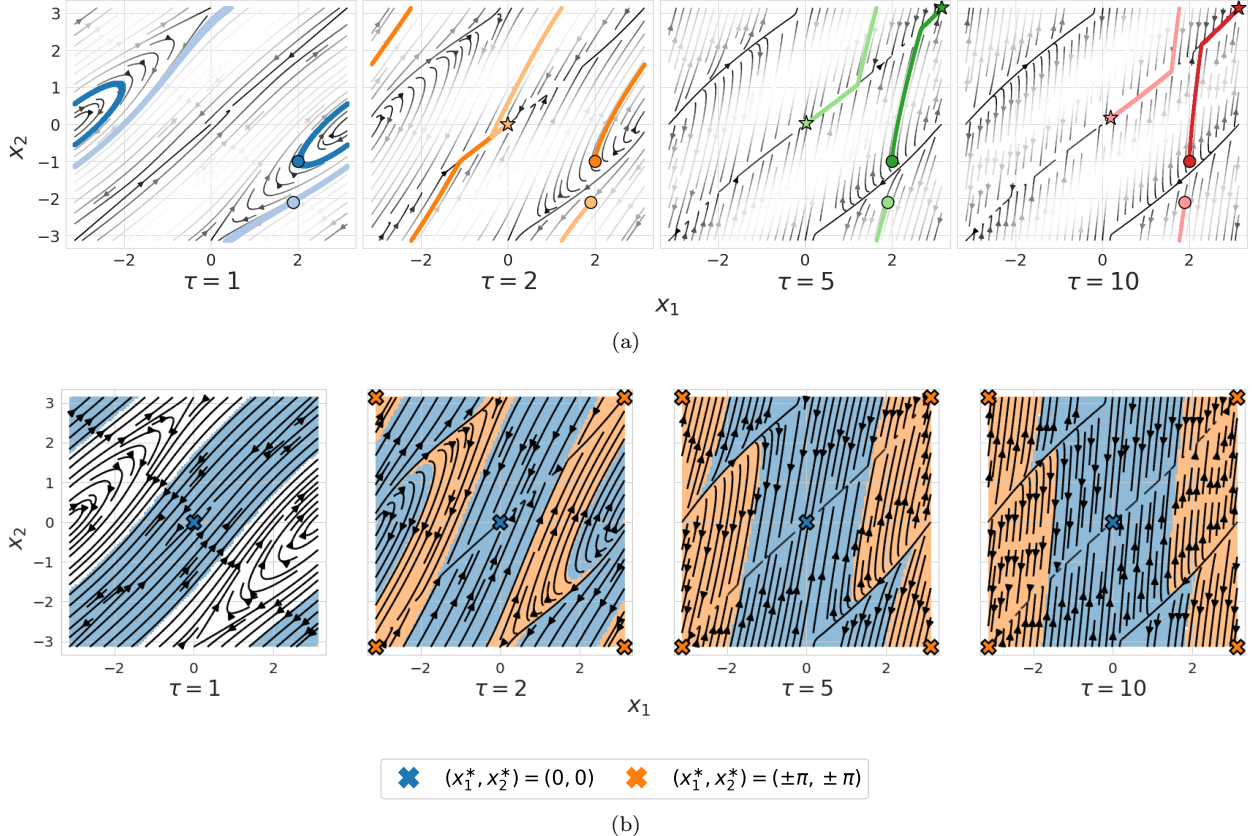 3
2
1
0
−1
−2
−3
x₂
−2 0 2
−2 0 2
−2 0 2
−2 0 2
τ = 1
τ = 2
τ = 5
τ = 10
x₁
(a)
3
2
1
0
−1
−2
−3
x₂
−2 0 2
−2 0 2
−2 0 2
−2 0 2
τ = 1
τ = 2
τ = 5
τ = 10
x₁
(x₁*, x₂*) = (0, 0) (x₁*, x₂*) = (±π, ±π)
(b)